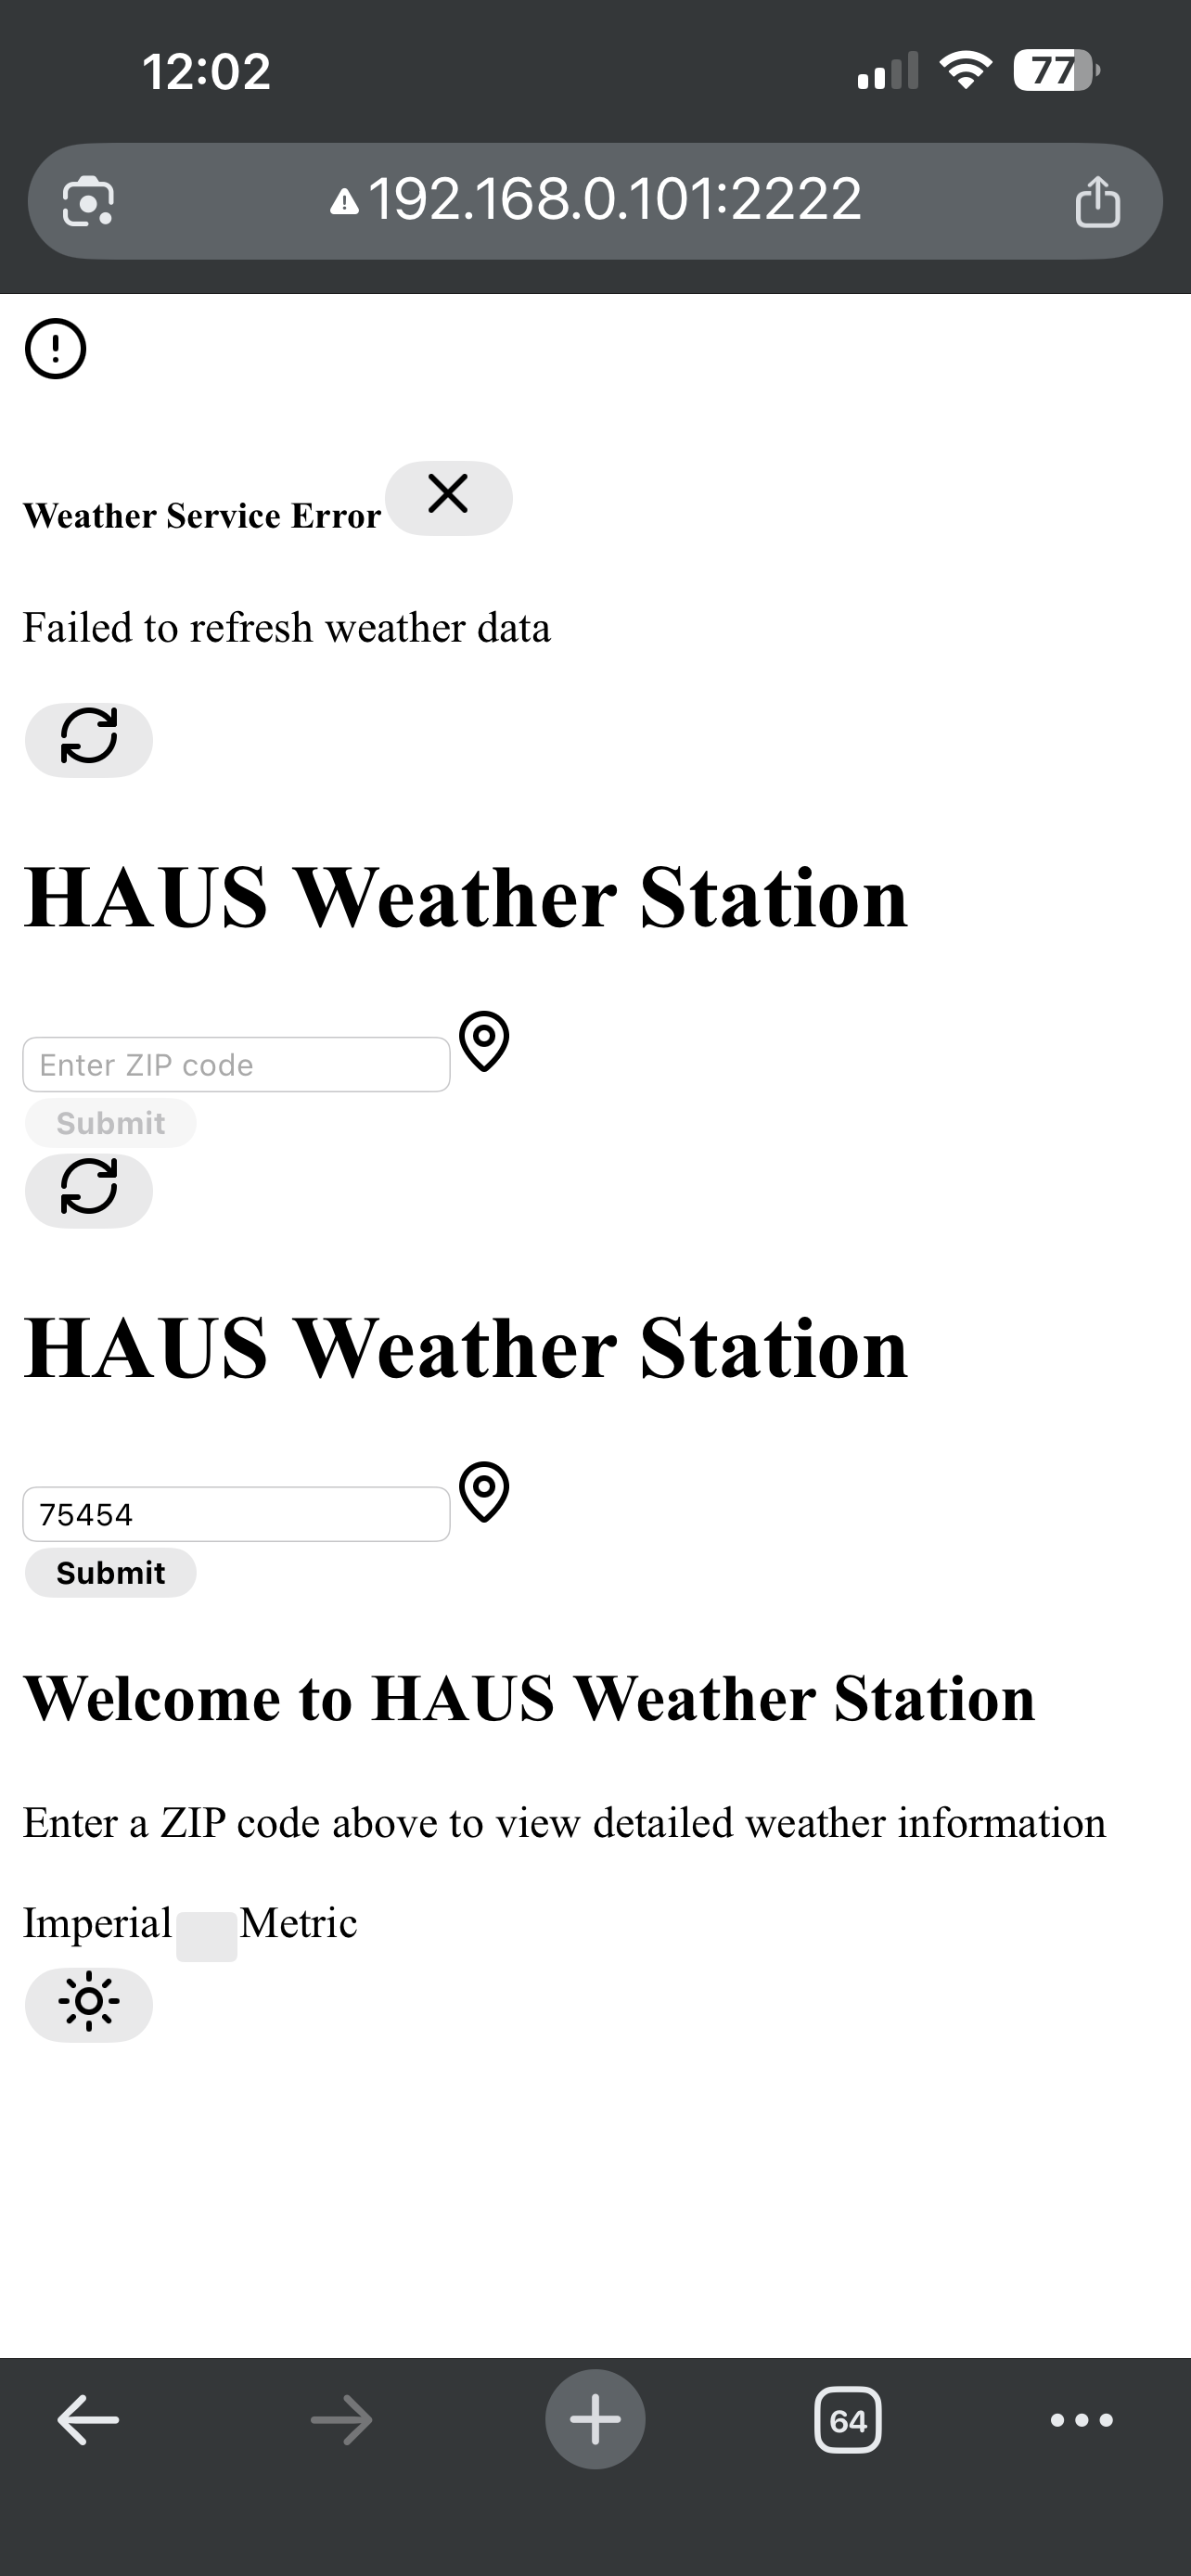 12:02
77
192.168.0.101:2222
Weather Service Error
Failed to refresh weather data
HAUS Weather Station
Enter ZIP code
Submit
HAUS Weather Station
75454
Submit
Welcome to HAUS Weather Station
Enter a ZIP code above to view detailed weather information
Imperial Metric
64